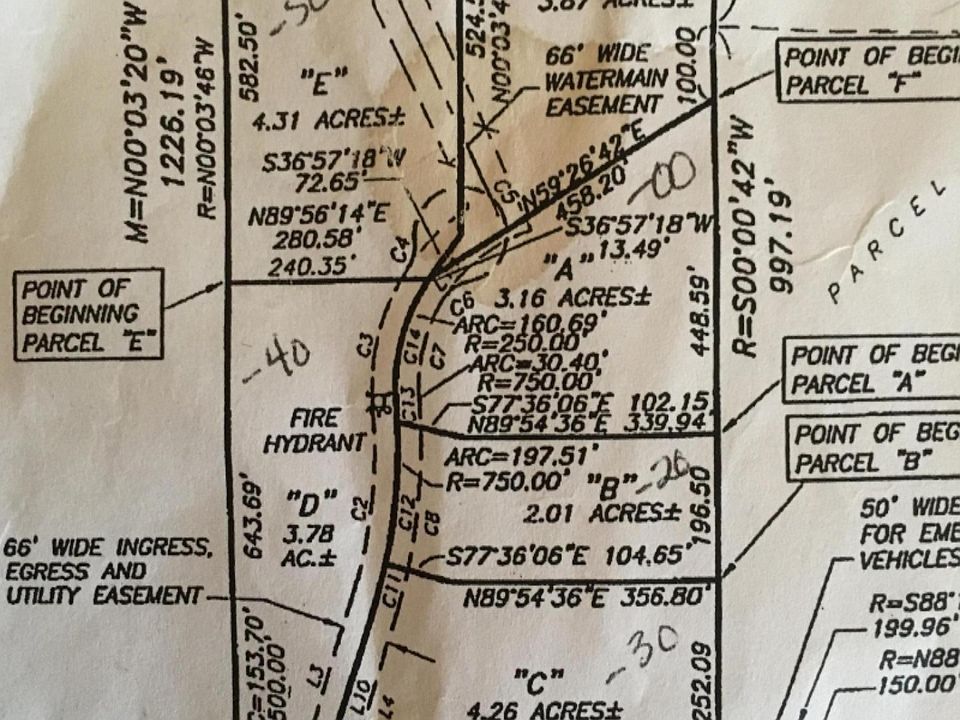 -50
3.87 ACRES±
M=N00°03'20"W
1226.19'
R=N00°03'46"W
582.50'
"E"
4.31 ACRES±
524.
N00°03'4
66' WIDE
WATERMAIN
EASEMENT
100.00
POINT OF BEGI
PARCEL "F"
S36°57'18"W
72.65'
N89°56'14"E
280.58'
240.35'
C4
C5
N59°26'42"E
458.20'
-00
S36°57'18"W
13.49'
"A"
3.16 ACRES±
R=S00°00'42"W
997.19'
PARCEL
POINT OF
BEGINNING
PARCEL "E"
C6
ARC=160.69'
R=250.00'
ARC=30.40'
R=750.00'
S77°36'06"E 102.15
N89°54'36"E 339.94'
448.59'
C3
C14
C7
C13
-40
FIRE
HYDRANT
POINT OF BEGI
PARCEL "A"
POINT OF BEG
PARCEL "B"
ARC=197.51'
R=750.00'
"B"
-20
2.01 ACRES±
196.50
S77°36'06"E 104.65'
N89°54'36"E 356.80'
643.69'
"D"
3.78
AC.±
C2
C12
C8
C11
50' WIDE
FOR EME
VEHICLES
66' WIDE INGRESS,
EGRESS AND
UTILITY EASEMENT
R=S88°
199.96'
R=N88
150.00'
=153.70'
500.00'
L3
L10
L4
-30
"C"
4.26 ACRES±
252.09